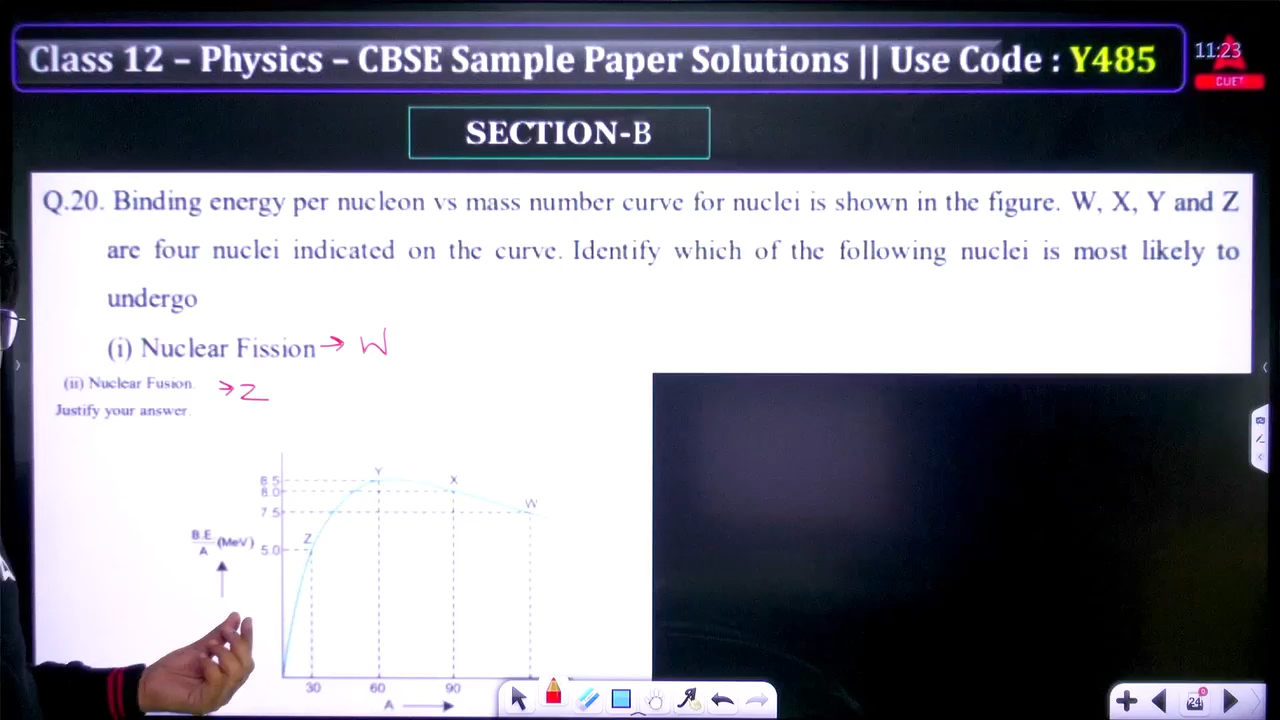 Class 12 – Physics – CBSE Sample Paper Solutions || Use Code : Y485
11:23
CUET
SECTION-B
Q.20. Binding energy per nucleon vs mass number curve for nuclei is shown in the figure. W, X, Y and Z
are four nuclei indicated on the curve. Identify which of the following nuclei is most likely to
undergo
(i) Nuclear Fission → W
(ii) Nuclear Fusion. → Z
Justify your answer.
Y
8.5
X
8.0
W
7.5
Z
B.E/A (MeV)
5.0
30 60 90
A
24